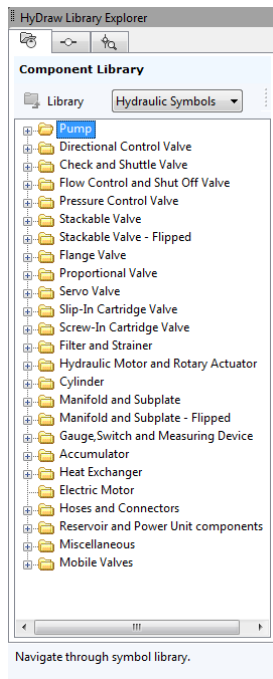 HyDraw Library Explorer
Component Library
Library Hydraulic Symbols
Pump
Directional Control Valve
Check and Shuttle Valve
Flow Control and Shut Off Valve
Pressure Control Valve
Stackable Valve
Stackable Valve - Flipped
Flange Valve
Proportional Valve
Servo Valve
Slip-In Cartridge Valve
Screw-In Cartridge Valve
Filter and Strainer
Hydraulic Motor and Rotary Actuator
Cylinder
Manifold and Subplate
Manifold and Subplate - Flipped
Gauge,Switch and Measuring Device
Accumulator
Heat Exchanger
Electric Motor
Hoses and Connectors
Reservoir and Power Unit components
Miscellaneous
Mobile Valves
Navigate through symbol library.